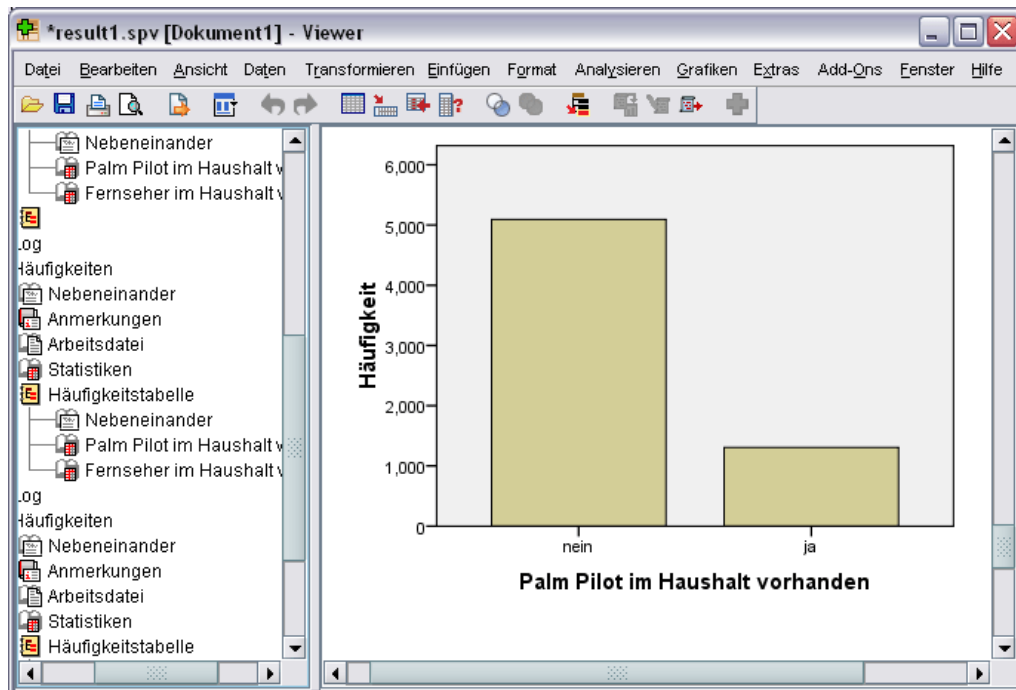 *result1.spv [Dokument1] - Viewer
Datei Bearbeiten Ansicht Daten Transformieren Einfügen Format Analysieren Grafiken Extras Add-Ons Fenster Hilfe
Nebeneinander
Palm Pilot im Haushalt v
Fernseher im Haushalt v
Log
Häufigkeiten
Nebeneinander
Anmerkungen
Arbeitsdatei
Statistiken
Häufigkeitstabelle
Nebeneinander
Palm Pilot im Haushalt v
Fernseher im Haushalt v
Log
Häufigkeiten
Nebeneinander
Anmerkungen
Arbeitsdatei
Statistiken
Häufigkeitstabelle
6,000
5,000
4,000
3,000
2,000
1,000
0
Häufigkeit
nein ja
Palm Pilot im Haushalt vorhanden